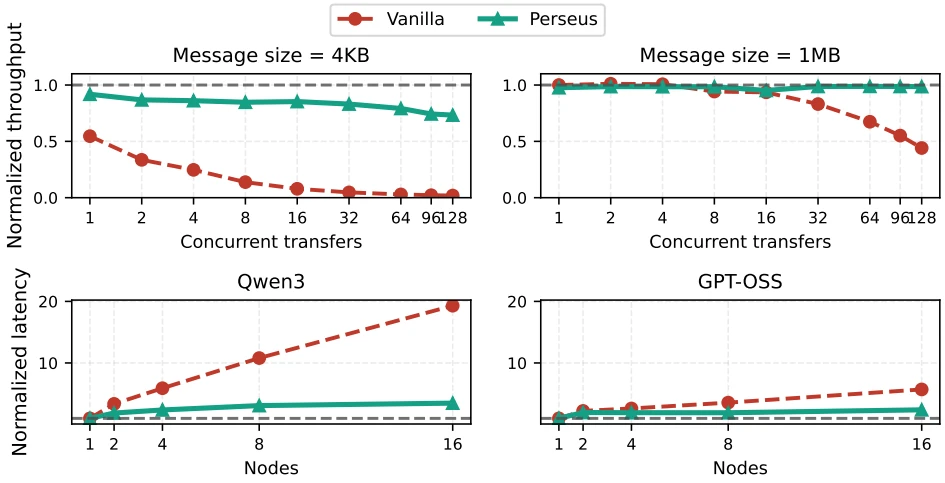 Vanilla Perseus
Normalized throughput
Message size = 4KB
1.0
0.5
0.0
1 2 4 8 16 32 64 96 128
Concurrent transfers
Message size = 1MB
1.0
0.5
0.0
1 2 4 8 16 32 64 96 128
Concurrent transfers
Normalized latency
Qwen3
20
10
1 2 4 8 16
Nodes
GPT-OSS
20
10
1 2 4 8 16
Nodes